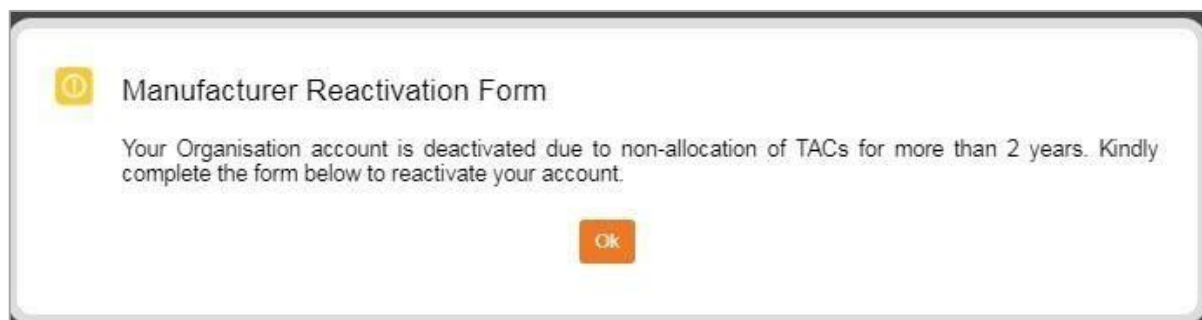 Manufacturer Reactivation Form
Your Organisation account is deactivated due to non-allocation of TACs for more than 2 years. Kindly
complete the form below to reactivate your account.
Ok